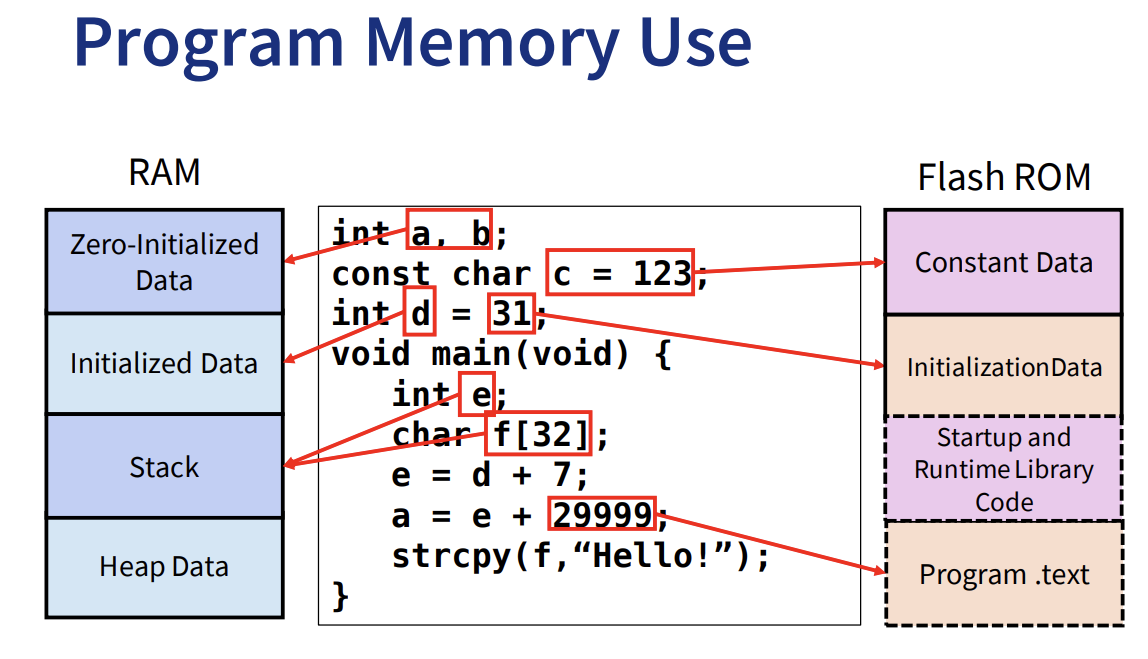 Program Memory Use
RAM
Zero-Initialized
Data
Initialized Data
Stack
Heap Data
int a, b;
const char c = 123;
int d = 31;
void main(void) {
int e;
char f[32];
e = d + 7;
a = e + 29999;
strcpy(f,“Hello!”);
}
Flash ROM
Constant Data
InitializationData
Startup and
Runtime Library
Code
Program .text